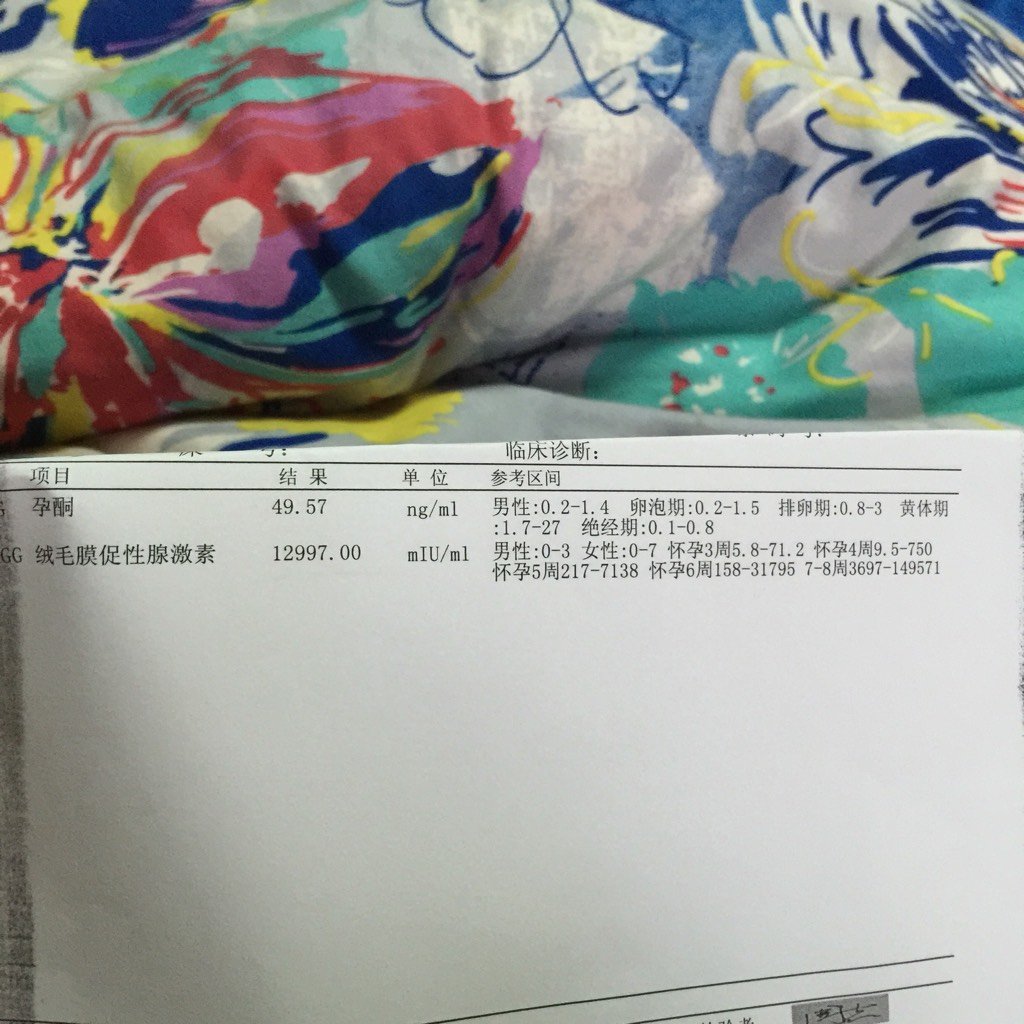 临床诊断:
项目 结果 单位 参考区间
孕酮 49.57 ng/ml 男性:0.2-1.4 卵泡期:0.2-1.5 排卵期:0.8-3 黄体期
:1.7-27 绝经期:0.1-0.8
GG 绒毛膜促性腺激素 12997.00 mIU/ml 男性:0-3 女性:0-7 怀孕3周5.8-71.2 怀孕4周9.5-750
怀孕5周217-7138 怀孕6周158-31795 7-8周3697-149571